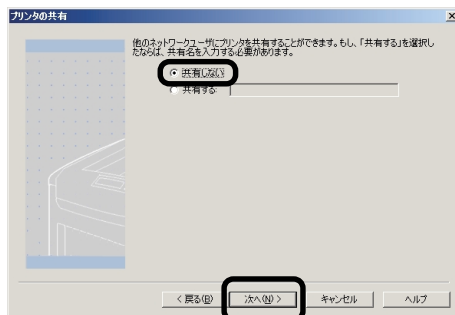 プリンタの共有
他のネットワークユーザにプリンタを共有することができます。もし、「共有する」を選択し
たならば、共有名を入力する必要があります。
共有しない
共有する:
< 戻る(B)
次へ(N) >
キャンセル
ヘルプ